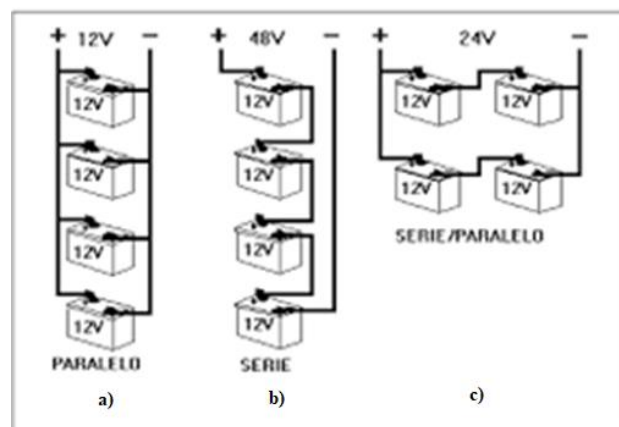 + 12V −
12V
12V
12V
12V
PARALELO
a)
+ 48V −
12V
12V
12V
12V
SERIE
b)
+ 24V −
12V 12V
12V 12V
SERIE/PARALELO
c)